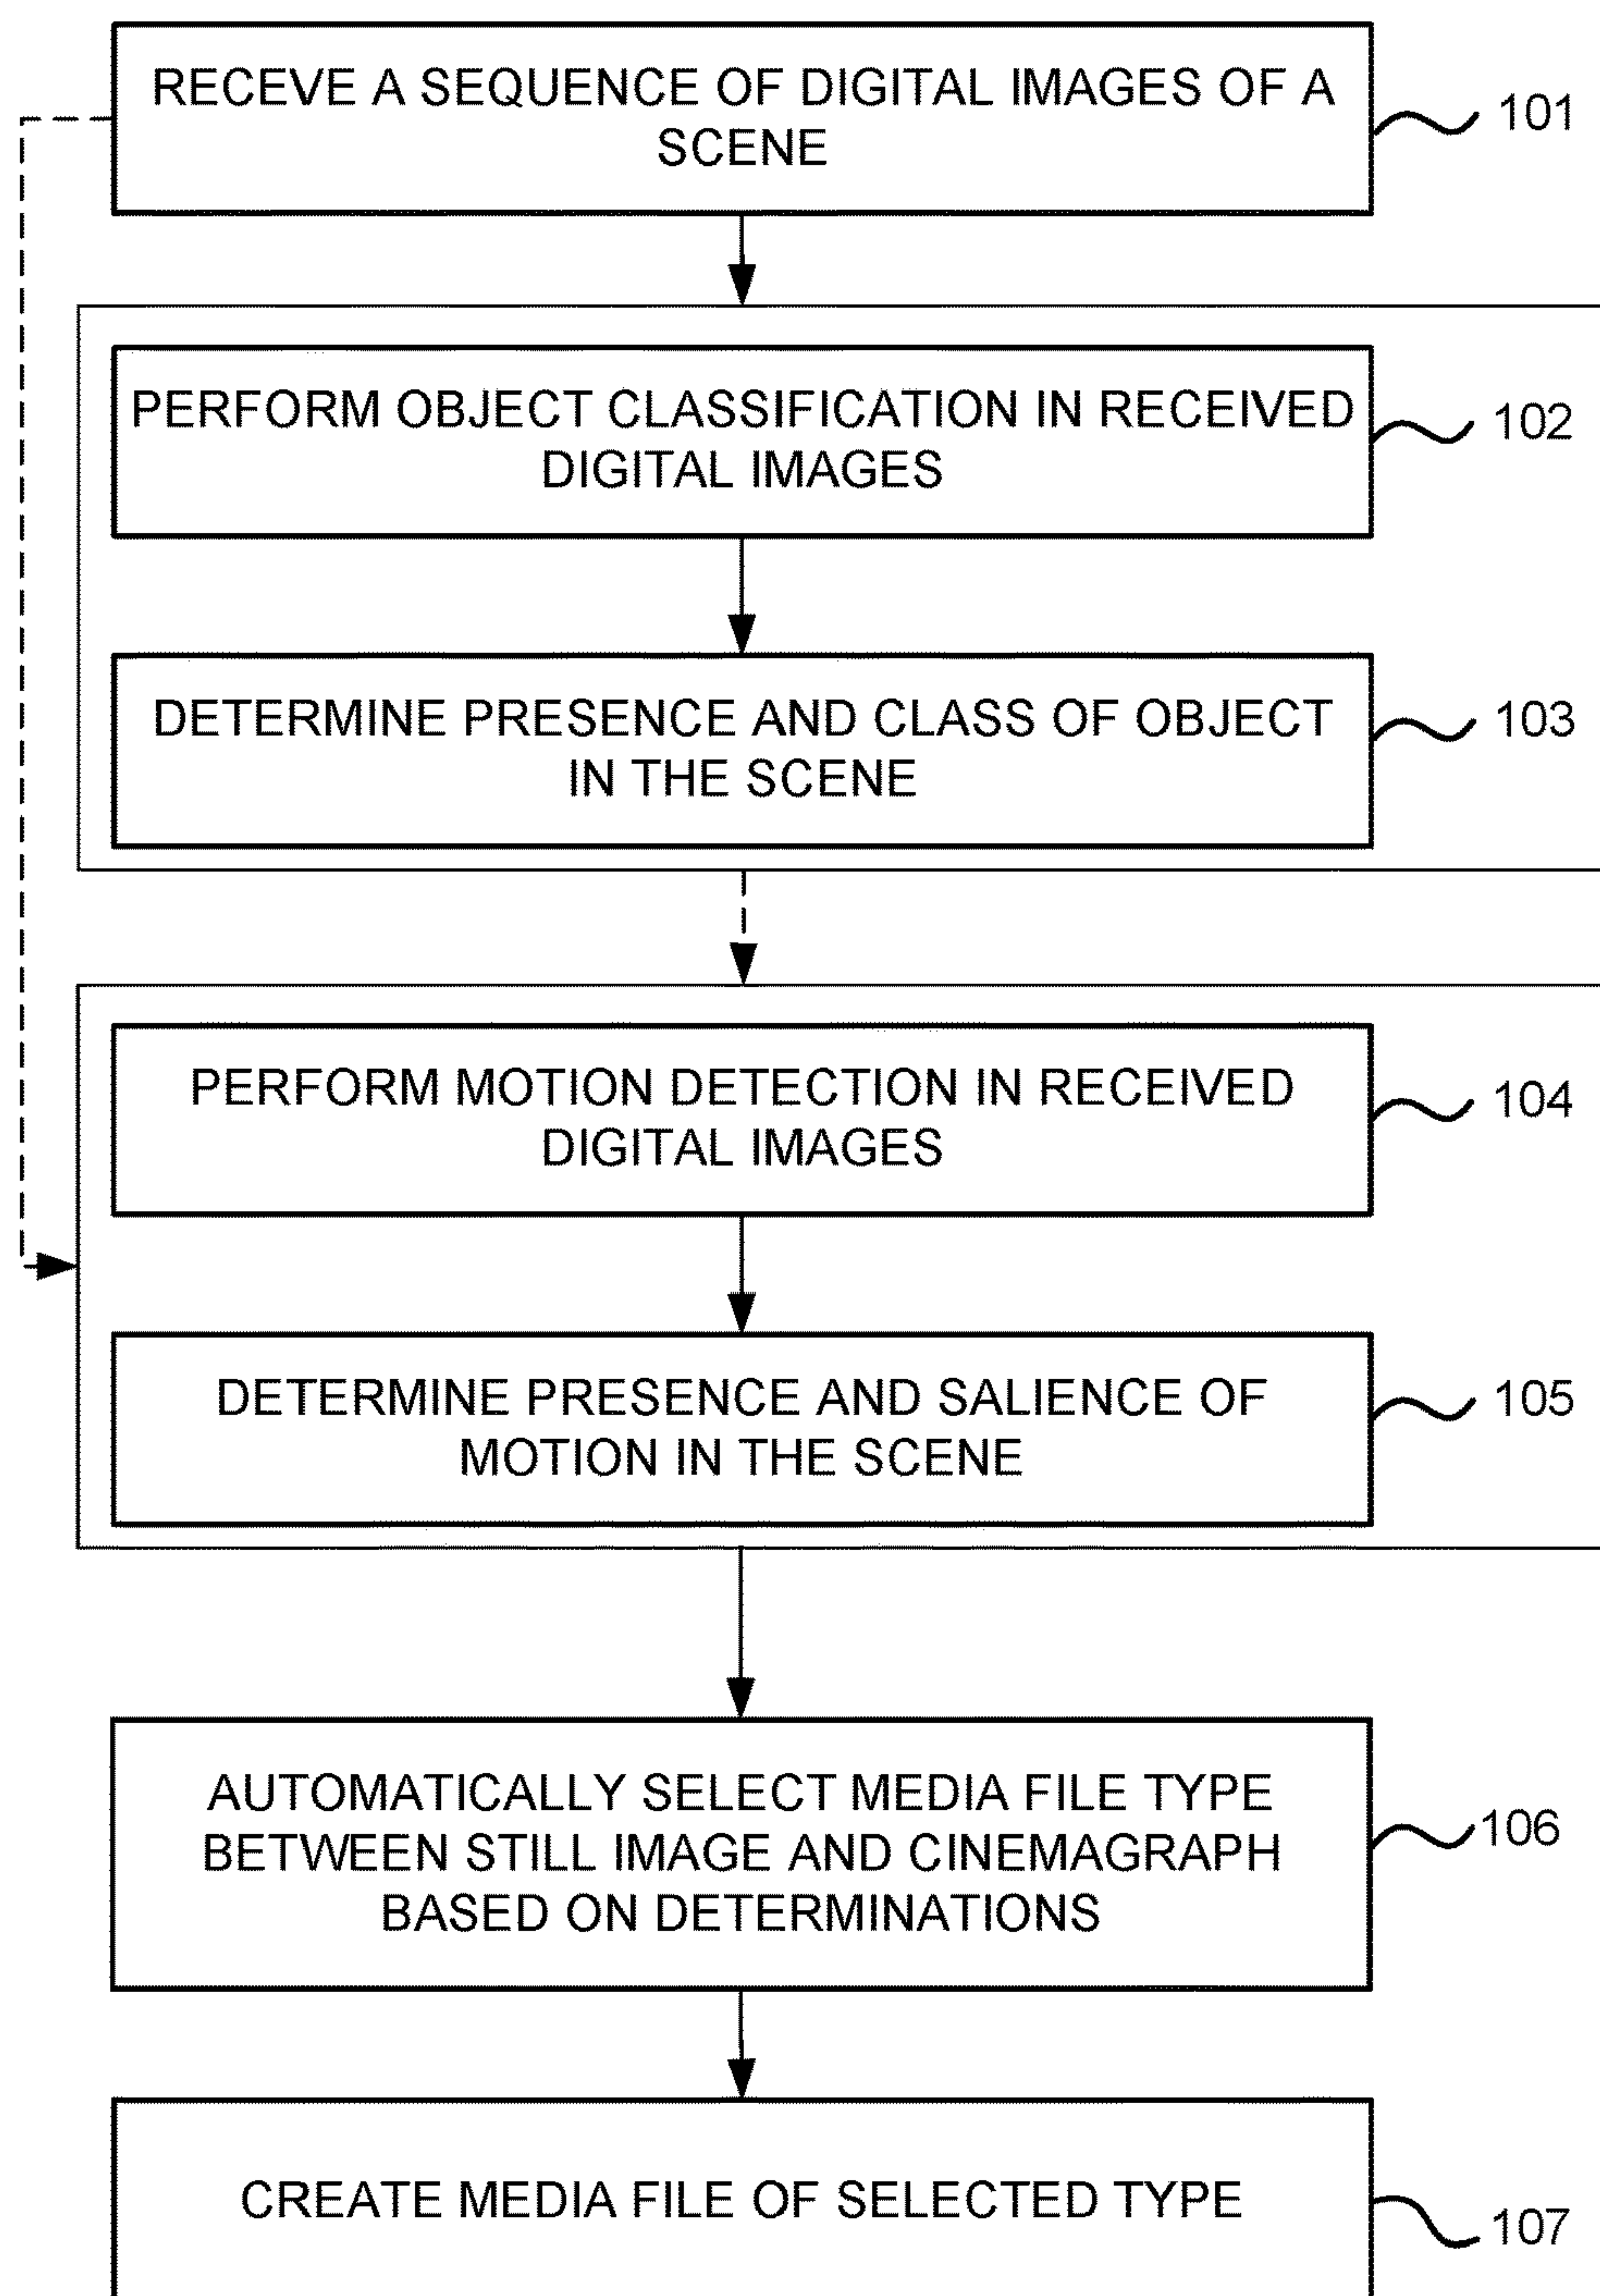 RECEVE A SEQUENCE OF DIGITAL IMAGES OF A
SCENE
101
PERFORM OBJECT CLASSIFICATION IN RECEIVED
DIGITAL IMAGES
102
DETERMINE PRESENCE AND CLASS OF OBJECT
IN THE SCENE
103
PERFORM MOTION DETECTION IN RECEIVED
DIGITAL IMAGES
104
DETERMINE PRESENCE AND SALIENCE OF
MOTION IN THE SCENE
105
AUTOMATICALLY SELECT MEDIA FILE TYPE
BETWEEN STILL IMAGE AND CINEMAGRAPH
BASED ON DETERMINATIONS
106
CREATE MEDIA FILE OF SELECTED TYPE
107